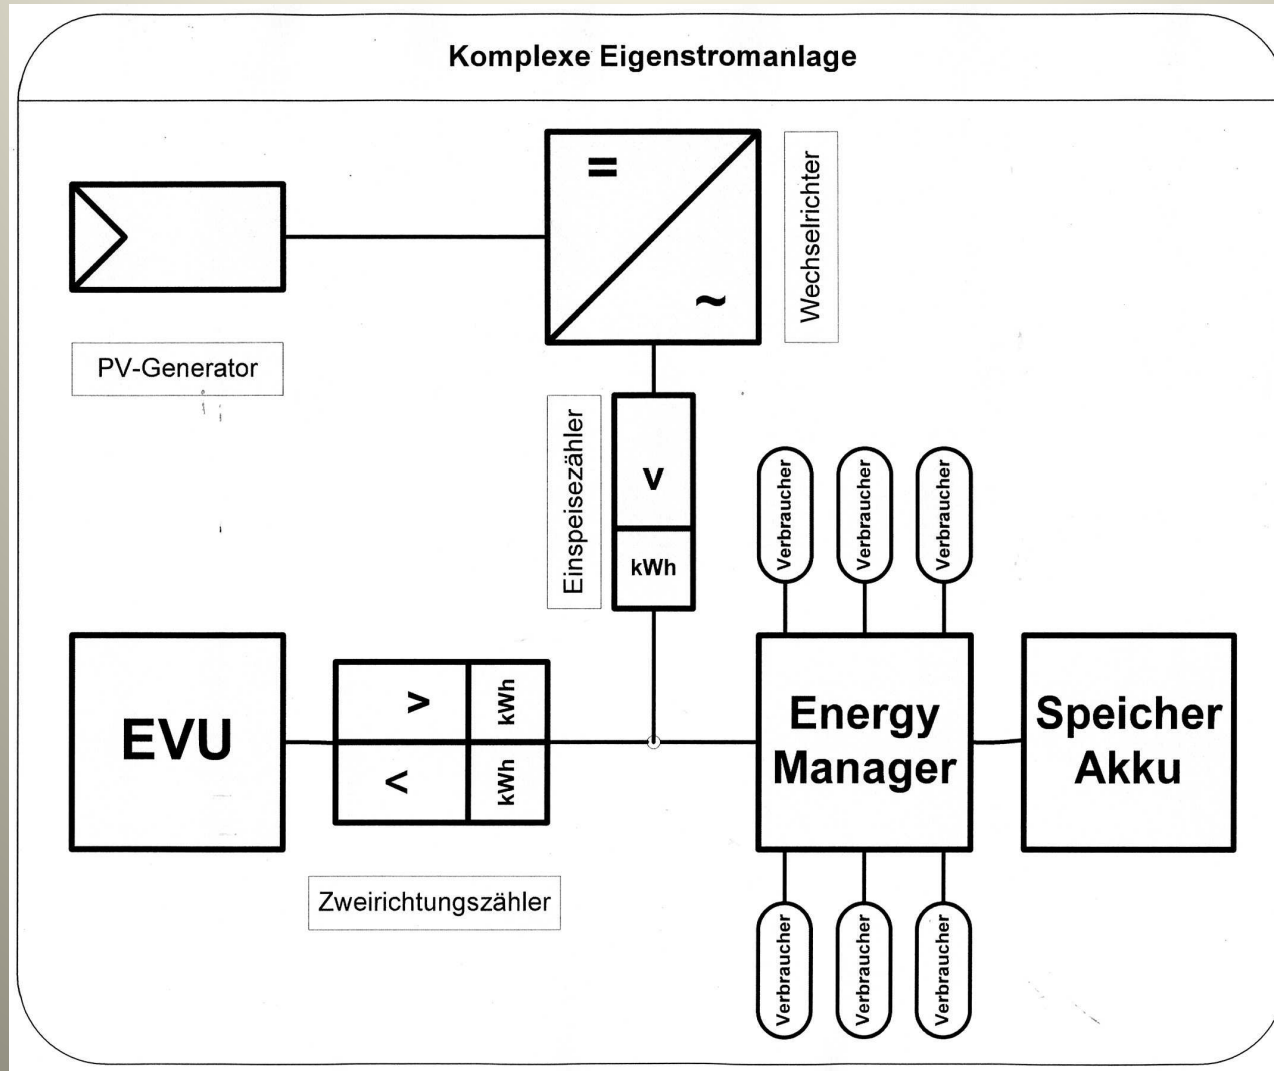 Komplexe Eigenstromanlage
=
~
Wechselrichter
PV-Generator
Einspeisezähler
v
kWh
Verbraucher
Verbraucher
Verbraucher
EVU
v
kWh
<
kWh
Energy
Manager
Speicher
Akku
Zweirichtungszähler
Verbraucher
Verbraucher
Verbraucher